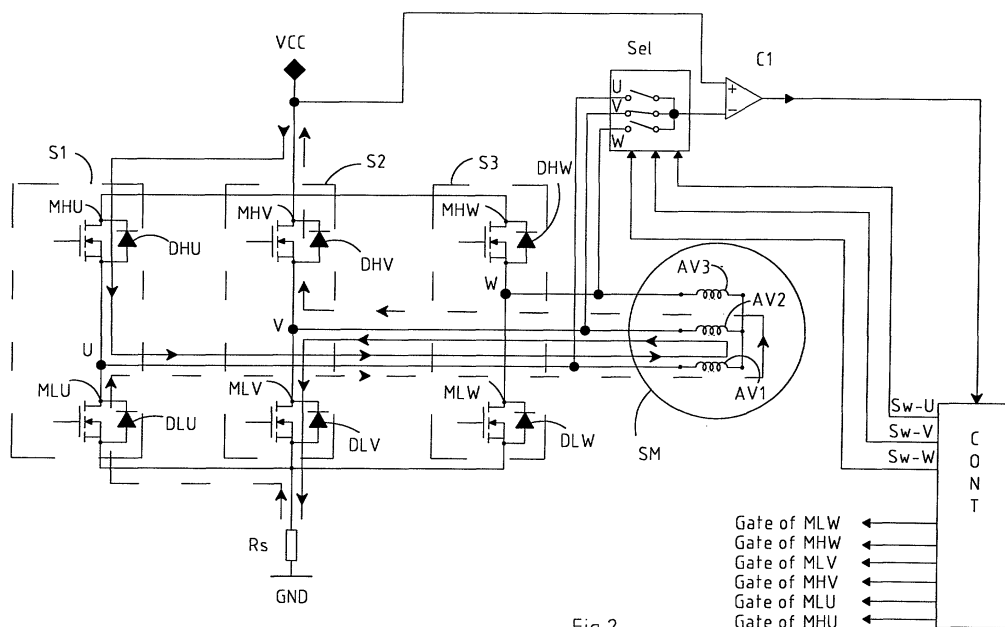 VCC
Sel
C1
U
V
W
+
−
S1
S2
S3
DHW
MHU
MHV
MHW
DHU
DHV
AV3
W
AV2
V
U
AV1
MLU
MLV
MLW
DLU
DLV
DLW
SM
Sw-U
Sw-V
Sw-W
C
O
N
T
Rs
GND
Gate of MLW
Gate of MHW
Gate of MLV
Gate of MHV
Gate of MLU
Gate of MHU
Fig.2